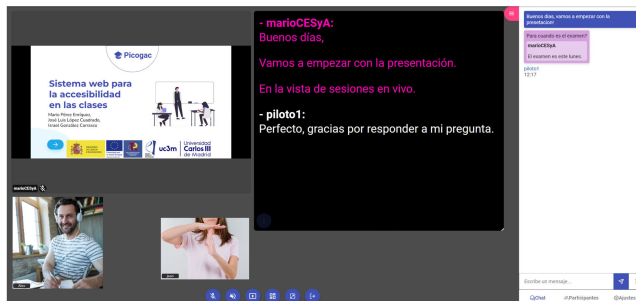 Picogac
Sistema web para
la accesibilidad
en las clases
Mario Pérez Enríquez,
José Luis López Cuadrado,
Israel González Carrasco
uc3m
Universidad
Carlos III
de Madrid
marioCESyA
- marioCESyA:
Buenos días,
Vamos a empezar con la presentación.
En la vista de sesiones en vivo.
- piloto1:
Perfecto, gracias por responder a mi pregunta.
Buenos días, vamos a empezar con la
presetacion!
Para cuándo es el examen?
marioCESyA
El examen es este lunes.
piloto1
12:17
Escribe un mensaje...
Chat
Participantes
Ajustes